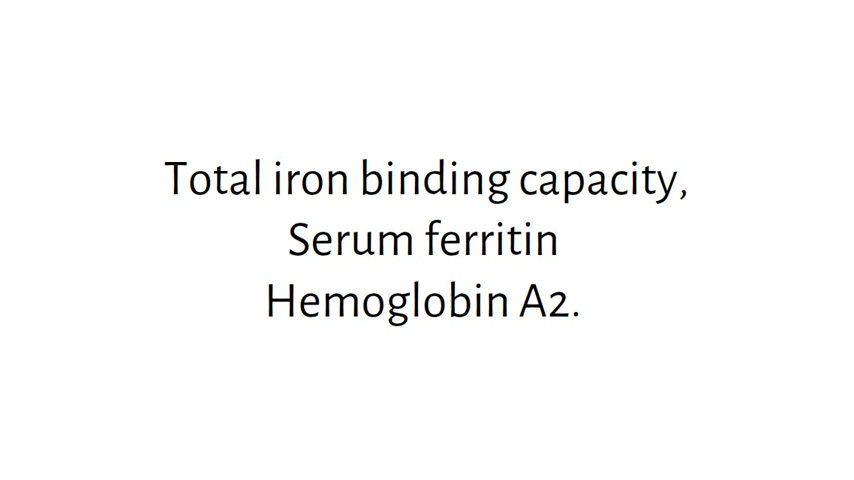 Total iron binding capacity,
Serum ferritin
Hemoglobin A2.